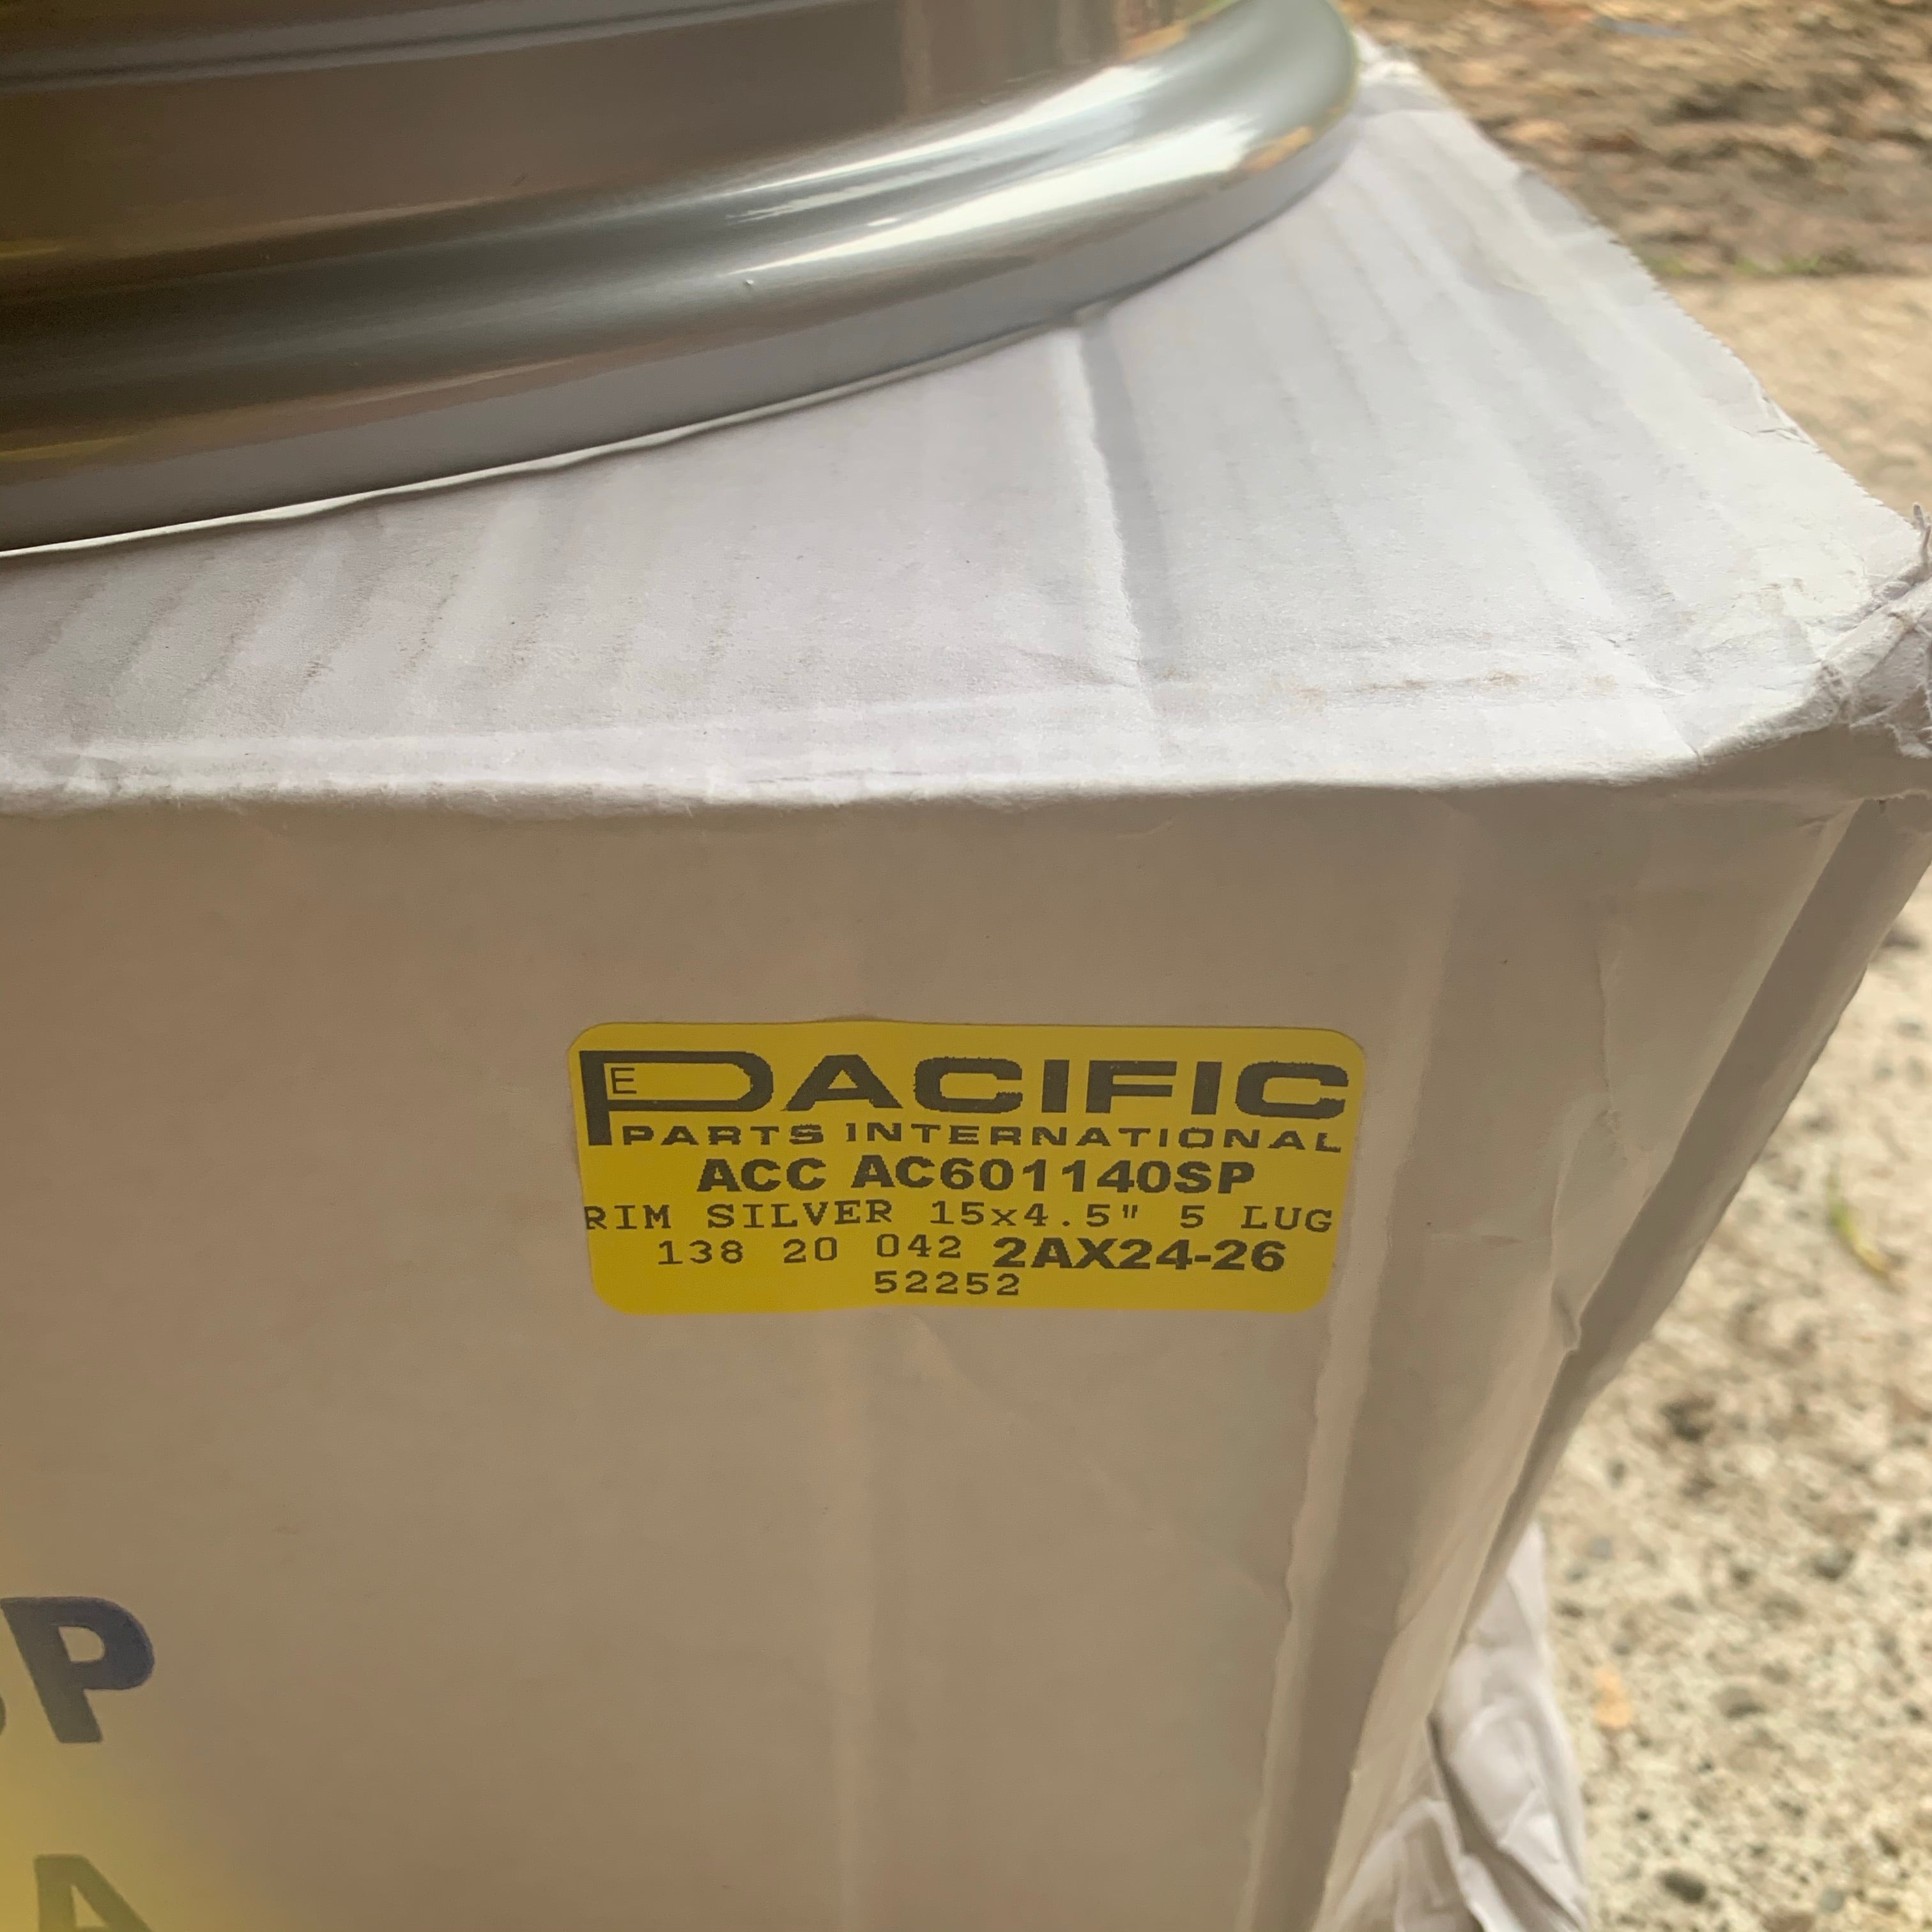 E
PACIFIC
PARTS INTERNATIONAL
ACC AC601140SP
RIM SILVER 15x4.5" 5 LUG
138 20 042 2AX24-26
52252
P
A